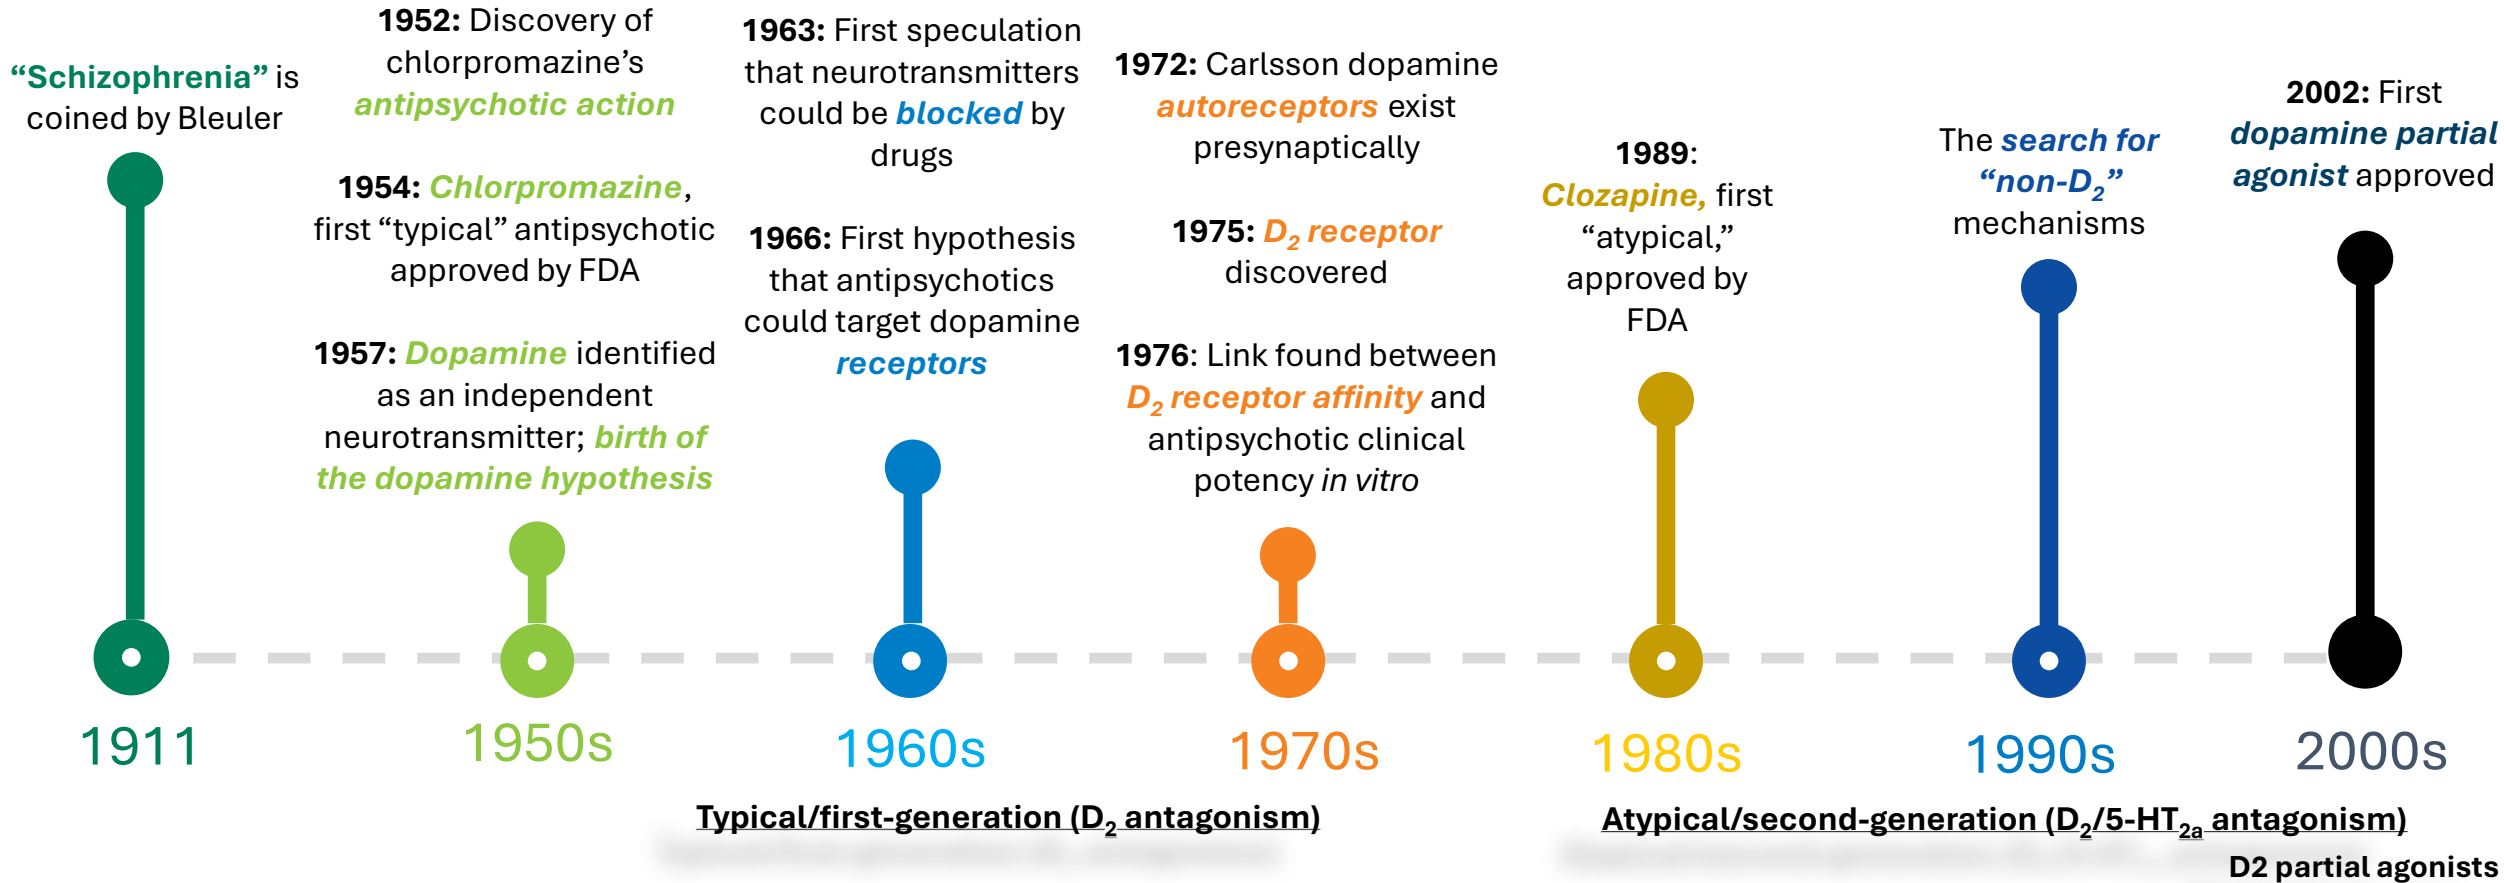 “Schizophrenia” is
coined by Bleuler
1952: Discovery of
chlorpromazine’s
antipsychotic action
1954: Chlorpromazine,
first “typical” antipsychotic
approved by FDA
1957: Dopamine identified
as an independent
neurotransmitter; birth of
the dopamine hypothesis
1963: First speculation
that neurotransmitters
could be blocked by
drugs
1966: First hypothesis
that antipsychotics
could target dopamine
receptors
1972: Carlsson dopamine
autoreceptors exist
presynaptically
1975: D2 receptor
discovered
1976: Link found between
D2 receptor affinity and
antipsychotic clinical
potency in vitro
1989:
Clozapine, first
“atypical,”
approved by
FDA
The search for
“non-D2”
mechanisms
2002: First
dopamine partial
agonist approved
1911
1950s
1960s
1970s
1980s
1990s
2000s
Typical/first-generation (D2 antagonism)
Atypical/second-generation (D2/5-HT2a antagonism)
D2 partial agonists